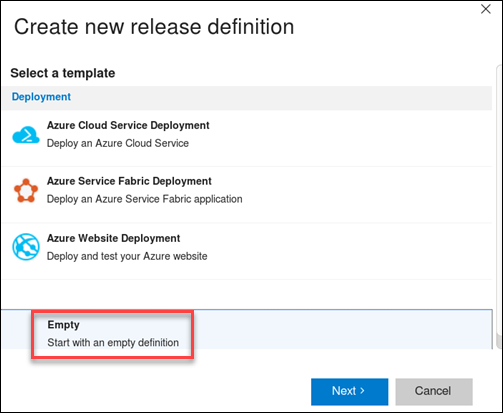 Create new release definition
Select a template
Deployment
Azure Cloud Service Deployment
Deploy an Azure Cloud Service
Azure Service Fabric Deployment
Deploy an Azure Service Fabric application
Azure Website Deployment
Deploy and test your Azure website
Empty
Start with an empty definition
Next >
Cancel